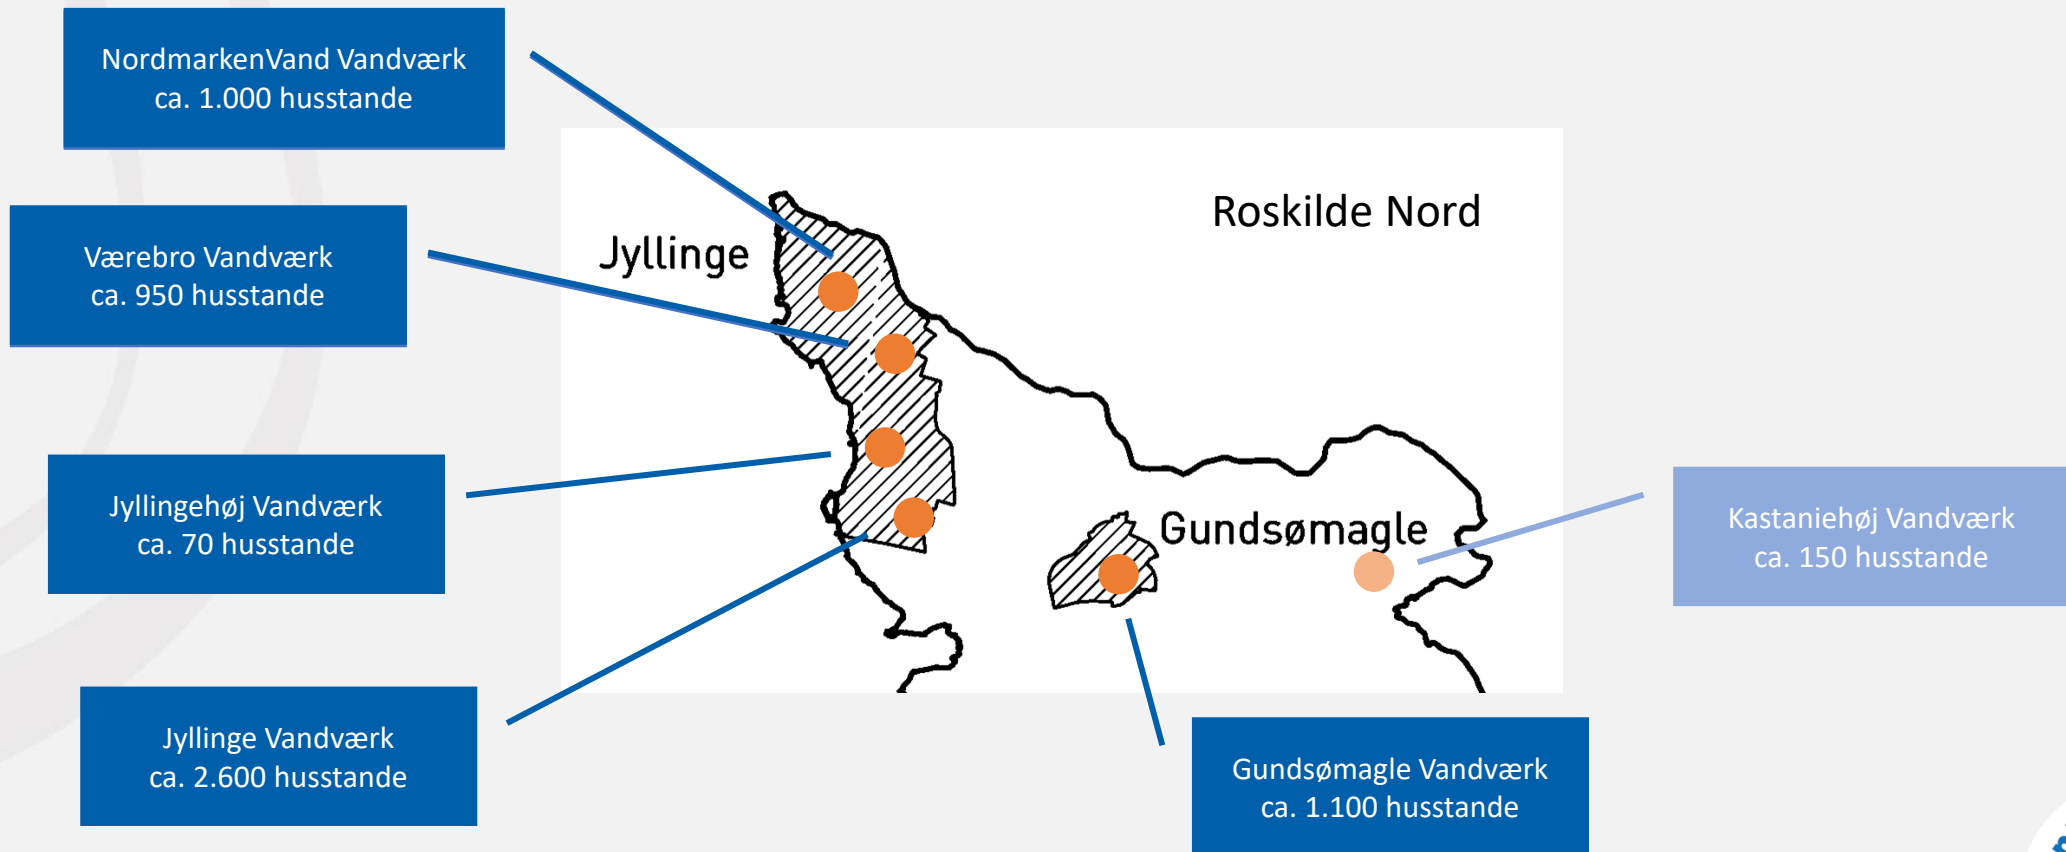 NordmarkenVand Vandværk
ca. 1.000 husstande
Roskilde Nord
Jyllinge
Værebro Vandværk
ca. 950 husstande
Jyllingehøj Vandværk
ca. 70 husstande
Gundsømagle
Kastaniehøj Vandværk
ca. 150 husstande
Jyllinge Vandværk
ca. 2.600 husstande
Gundsømagle Vandværk
ca. 1.100 husstande